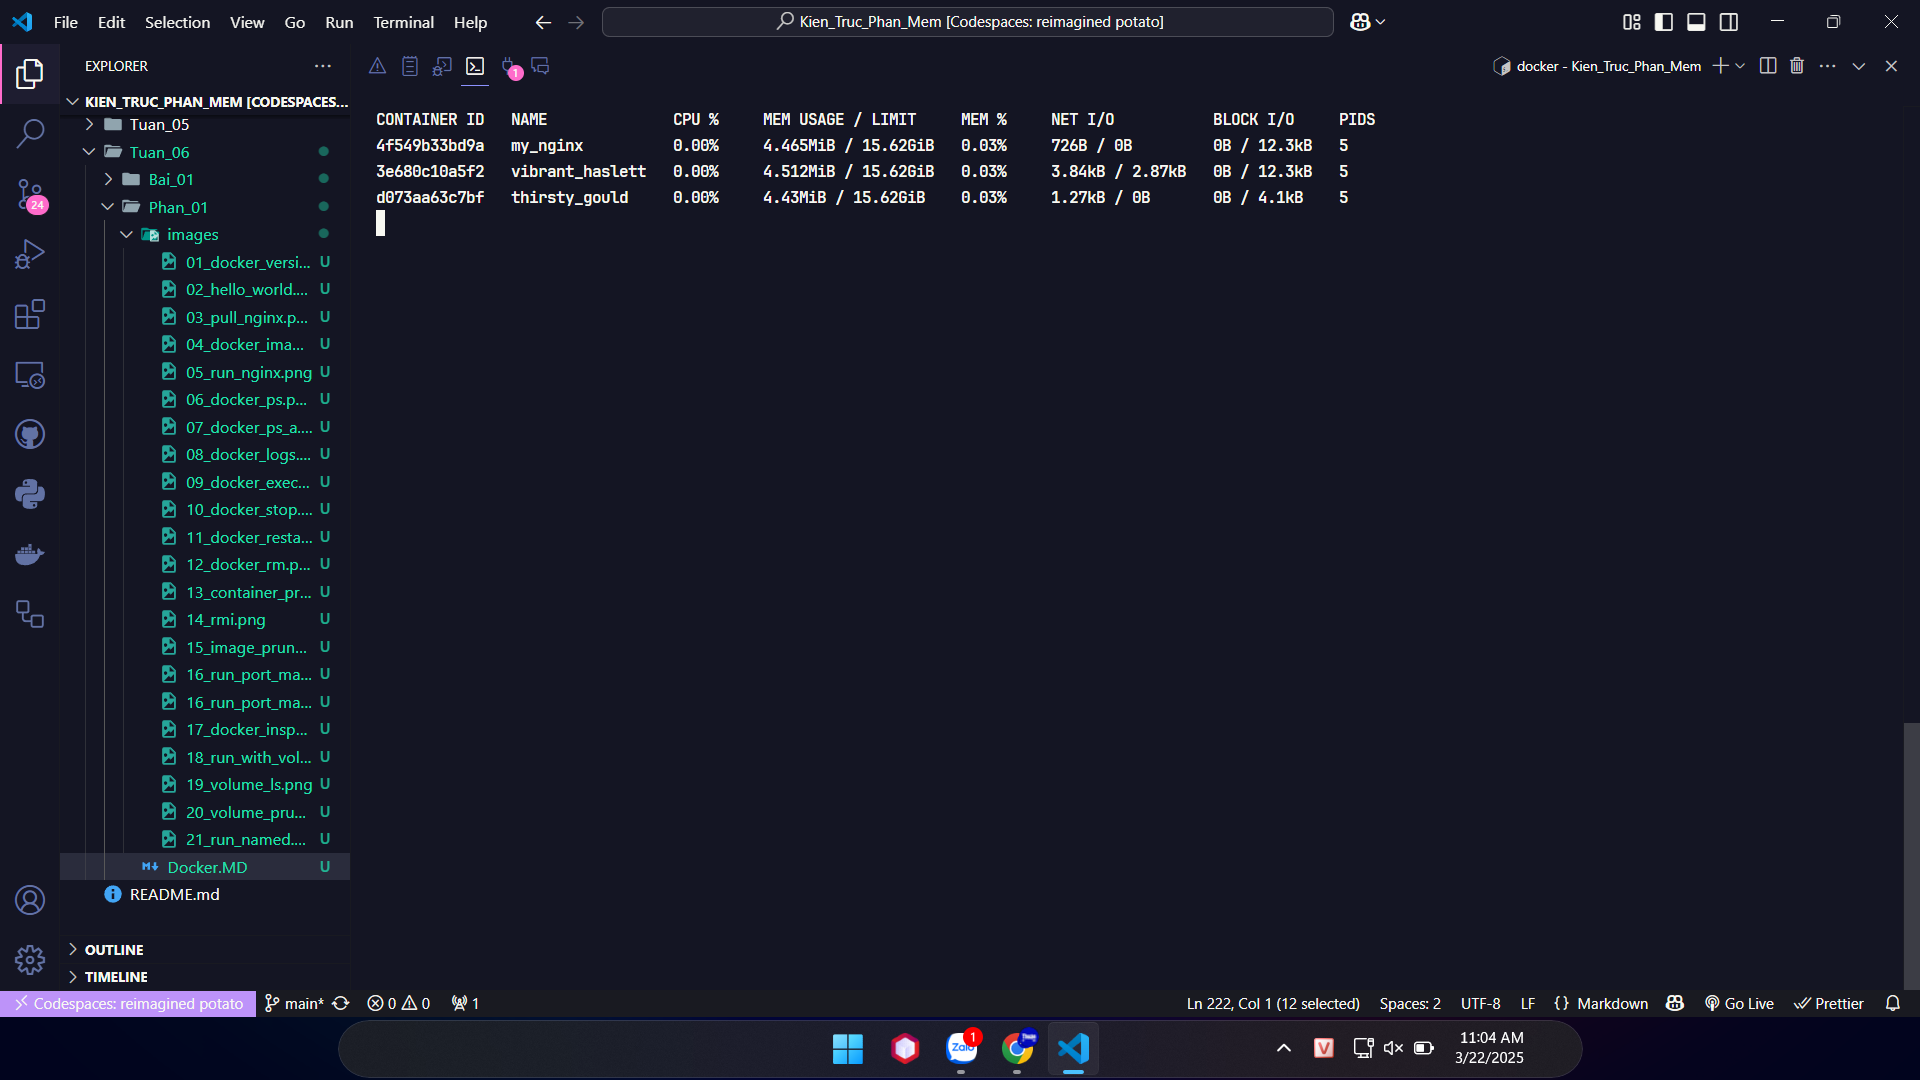 File Edit Selection View Go Run Terminal Help
Kien_Truc_Phan_Mem [Codespaces: reimagined potato]
EXPLORER
KIEN_TRUC_PHAN_MEM [CODESPACES...
Tuan_05
Tuan_06
Bai_01
Phan_01
images
01_docker_versi... U
02_hello_world.... U
03_pull_nginx.p... U
04_docker_ima... U
05_run_nginx.png U
06_docker_ps.p... U
07_docker_ps_a.... U
08_docker_logs.... U
09_docker_exec... U
10_docker_stop.... U
11_docker_resta... U
12_docker_rm.p... U
13_container_pr... U
14_rmi.png U
15_image_prun... U
16_run_port_ma... U
16_run_port_ma... U
17_docker_insp... U
18_run_with_vol... U
19_volume_ls.png U
20_volume_pru... U
21_run_named.... U
Docker.MD U
README.md
OUTLINE
TIMELINE
24
1
docker - Kien_Truc_Phan_Mem
CONTAINER ID NAME CPU % MEM USAGE / LIMIT MEM % NET I/O BLOCK I/O PIDS
4f549b33bd9a my_nginx 0.00% 4.465MiB / 15.62GiB 0.03% 726B / 0B 0B / 12.3kB 5
3e680c10a5f2 vibrant_haslett 0.00% 4.512MiB / 15.62GiB 0.03% 3.84kB / 2.87kB 0B / 12.3kB 5
d073aa63c7bf thirsty_gould 0.00% 4.43MiB / 15.62GiB 0.03% 1.27kB / 0B 0B / 4.1kB 5
Codespaces: reimagined potato main* 0 0 1
Ln 222, Col 1 (12 selected) Spaces: 2 UTF-8 LF {} Markdown Go Live Prettier
Zalo 1
V
11:04 AM
3/22/2025